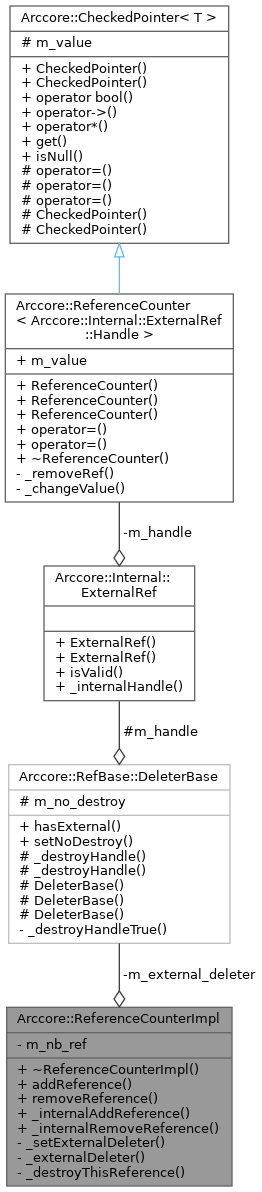 Arccore::CheckedPointer< T >
# m_value
+ CheckedPointer()
+ CheckedPointer()
+ operator bool()
+ operator->()
+ operator*()
+ get()
+ isNull()
# operator=()
# operator=()
# operator=()
# CheckedPointer()
# CheckedPointer()
Arccore::ReferenceCounter
< Arccore::Internal::ExternalRef
::Handle >
+ m_value
+ ReferenceCounter()
+ ReferenceCounter()
+ ReferenceCounter()
+ operator=()
+ operator=()
+ ~ReferenceCounter()
- _removeRef()
- _changeValue()
-m_handle
Arccore::Internal::
ExternalRef
+ ExternalRef()
+ ExternalRef()
+ isValid()
+ _internalHandle()
#m_handle
Arccore::RefBase::DeleterBase
# m_no_destroy
+ hasExternal()
+ setNoDestroy()
# _destroyHandle()
# _destroyHandle()
# DeleterBase()
# DeleterBase()
# DeleterBase()
- _destroyHandleTrue()
-m_external_deleter
Arccore::ReferenceCounterImpl
- m_nb_ref
+ ~ReferenceCounterImpl()
+ addReference()
+ removeReference()
+ _internalAddReference()
+ _internalRemoveReference()
- _setExternalDeleter()
- _externalDeleter()
- _destroyThisReference()